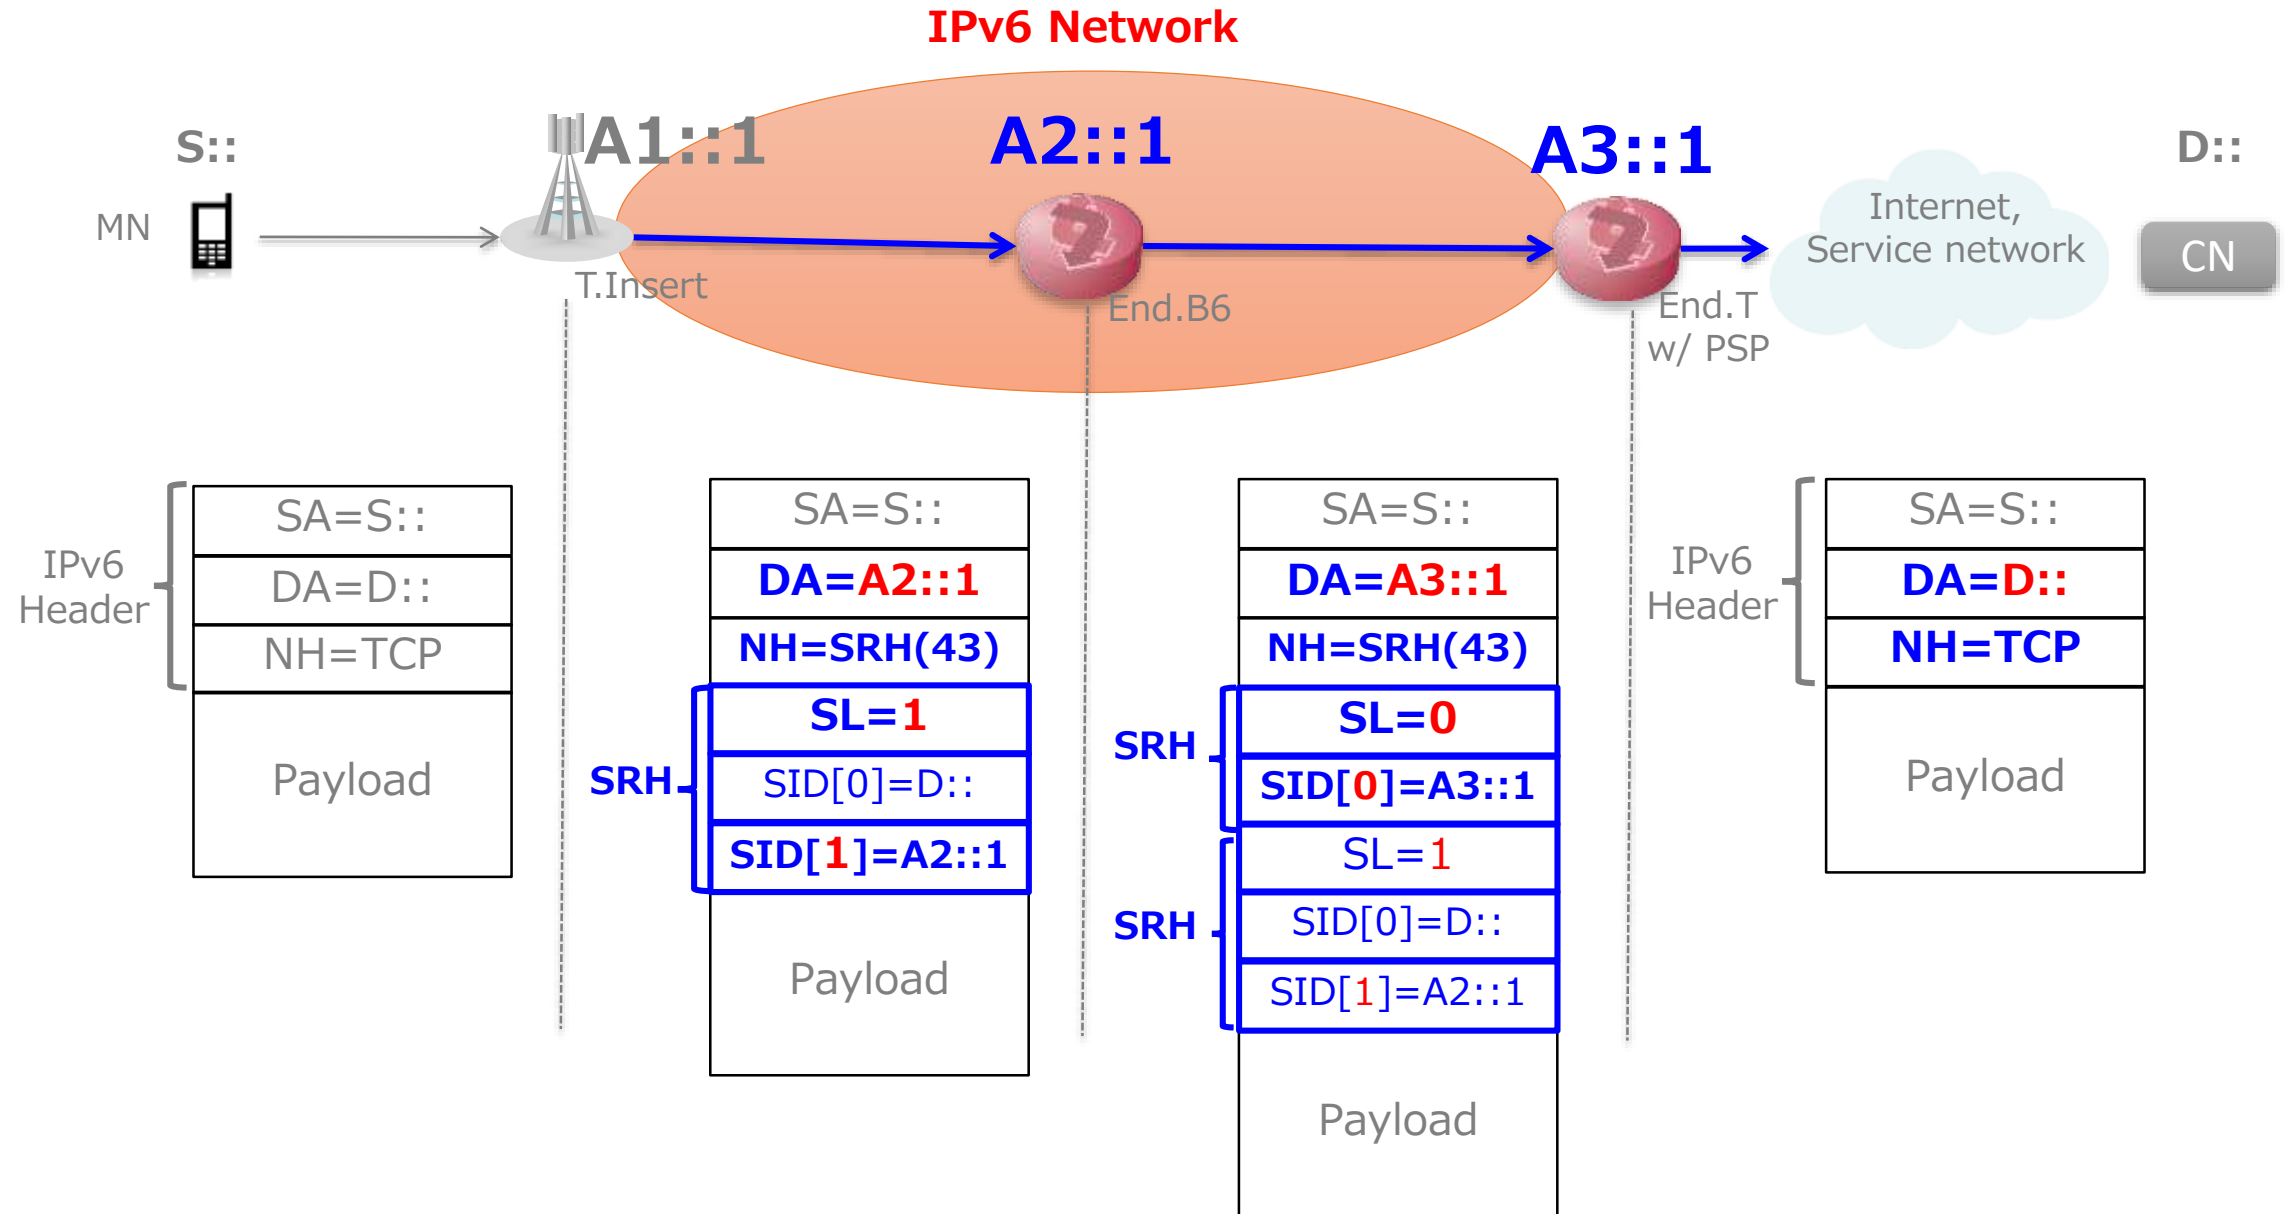 IPv6 Network
S::
A1::1
A2::1
A3::1
D::
MN
Internet,
Service network
CN
T.Insert
End.B6
End.T
w/ PSP
IPv6
Header
SA=S::
DA=D::
NH=TCP
Payload
SRH
SA=S::
DA=A2::1
NH=SRH(43)
SL=1
SID[0]=D::
SID[1]=A2::1
Payload
SRH
SRH
SA=S::
DA=A3::1
NH=SRH(43)
SL=0
SID[0]=A3::1
SL=1
SID[0]=D::
SID[1]=A2::1
Payload
IPv6
Header
SA=S::
DA=D::
NH=TCP
Payload